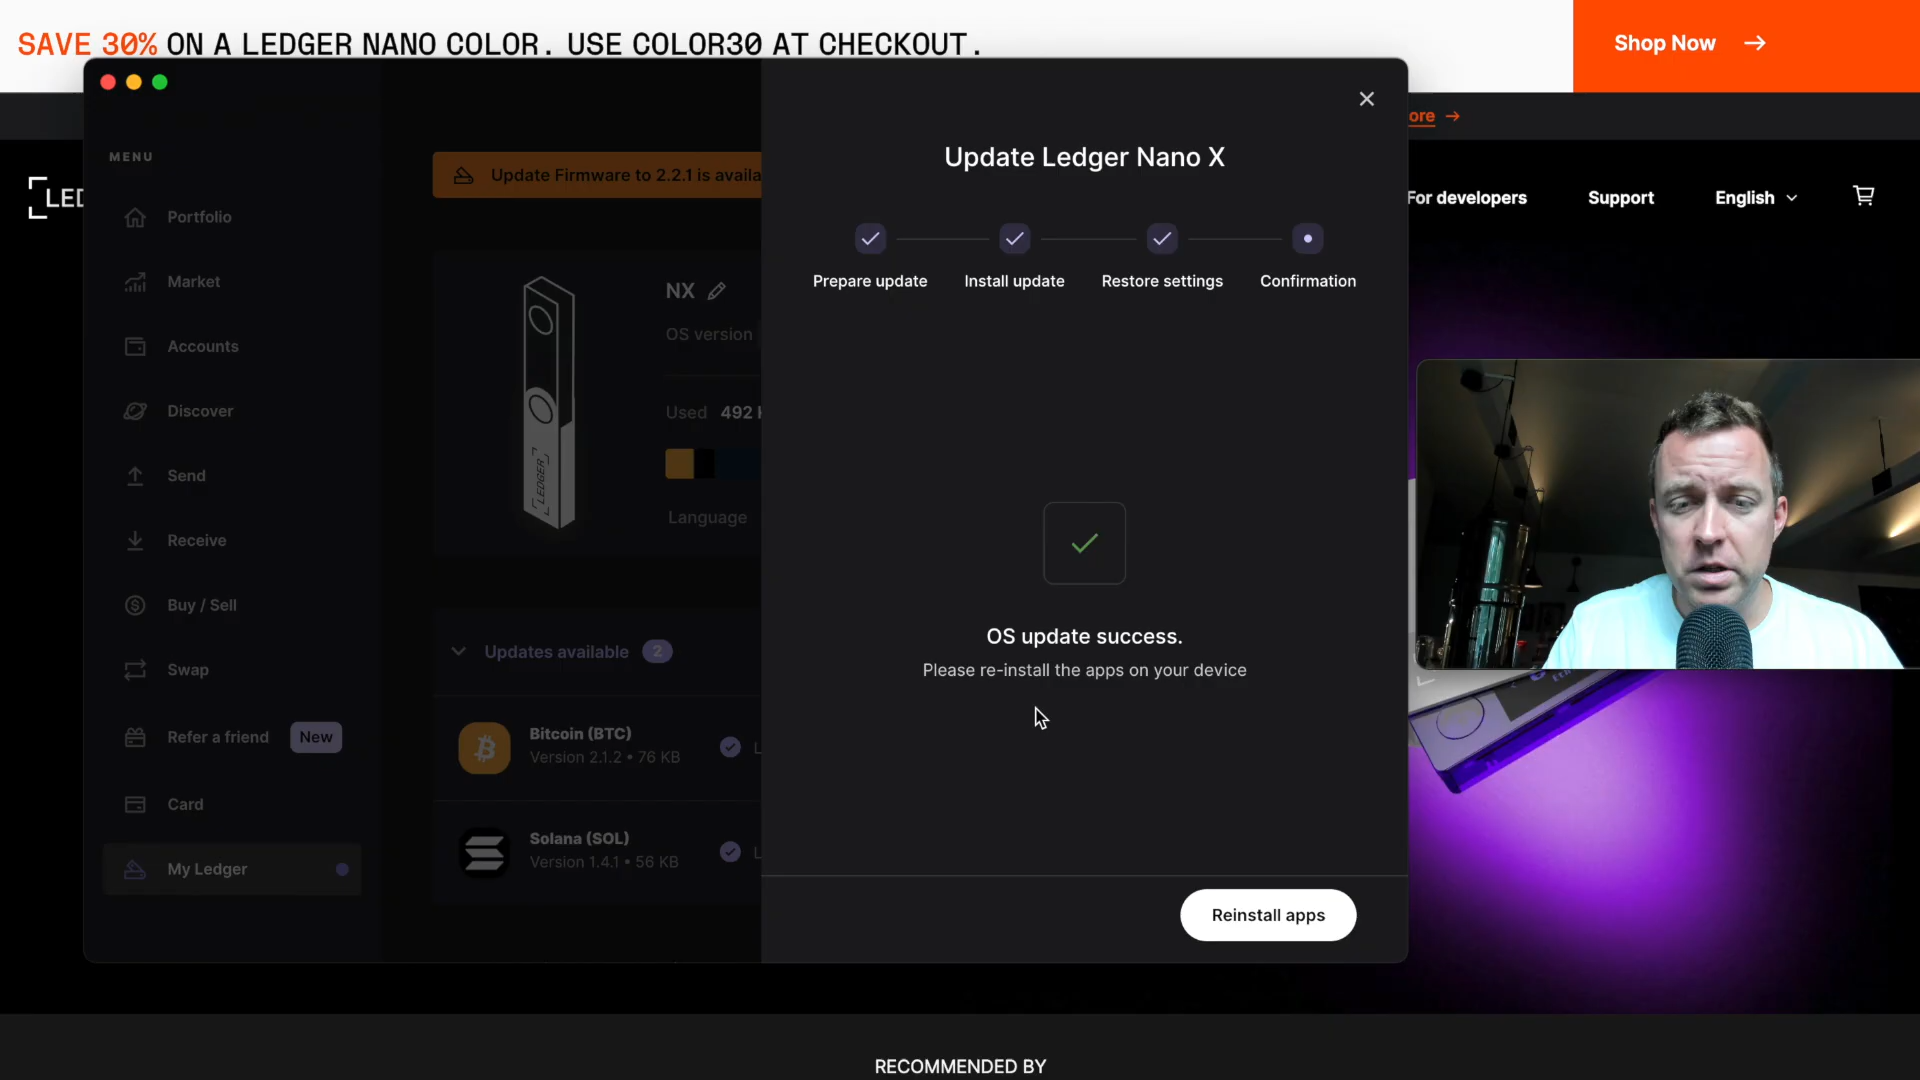 SAVE 30% ON A LEDGER NANO COLOR. USE COLOR30 AT CHECKOUT.
Shop Now
ore
LED
For developers
Support
English
MENU
Portfolio
Market
Accounts
Discover
Send
Receive
Buy / Sell
Swap
Refer a friend
New
Card
My Ledger
Update Firmware to 2.2.1 is availa
NX
OS version
Used 492 K
Language
LEDGER
Updates available 2
Bitcoin (BTC)
Version 2.1.2 • 76 KB
L
Solana (SOL)
Version 1.4.1 • 56 KB
L
Update Ledger Nano X
Prepare update
Install update
Restore settings
Confirmation
OS update success.
Please re-install the apps on your device
Reinstall apps
RECOMMENDED BY